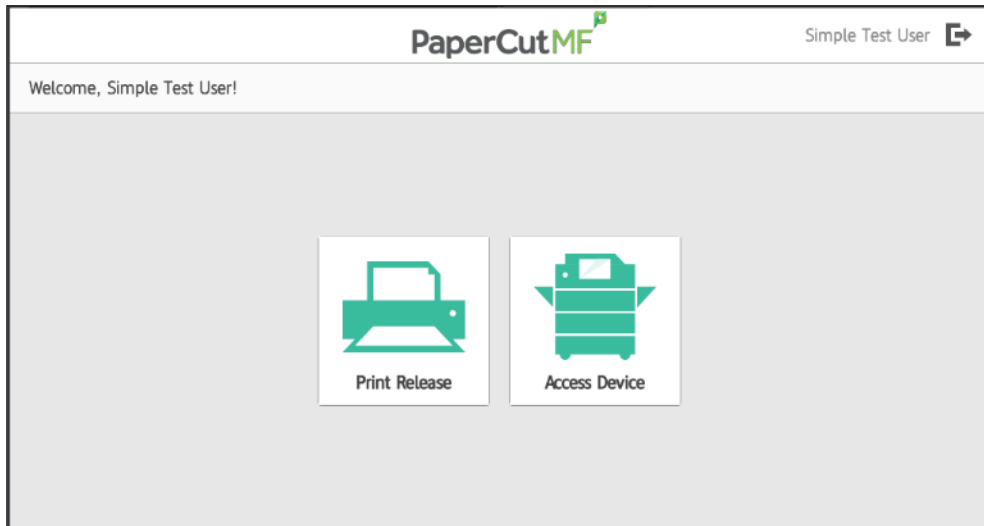 PaperCutMF
Simple Test User
Welcome, Simple Test User!
Print Release
Access Device